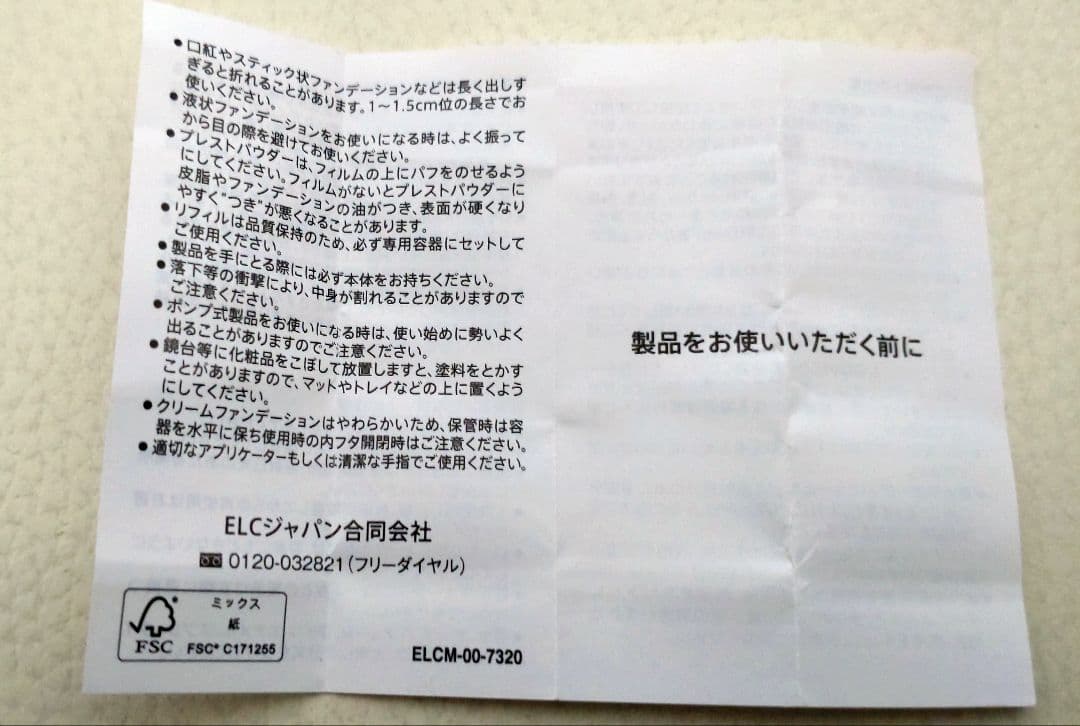 ●口紅やスティック状ファンデーションなどは長く出しす
ぎると折れることがあります。1～1.5cm位の長さでお
使いください。
●液状ファンデーションをお使いになる時は、よく振って
から目の際を避けてお使いください。
●プレストパウダーは、フィルムの上にパフをのせるよう
にしてください。フィルムがないとプレストパウダーに
皮脂やファンデーションの油がつき、表面が硬くなり
やすく"つき"が悪くなることがあります。
●リフィルは品質保持のため、必ず専用容器にセットして
ご使用ください。
●製品を手にとる際には必ず本体をお持ちください。
●落下等の衝撃により、中身が割れることがありますので
ご注意ください。
●ポンプ式製品をお使いになる時は、使い始めに勢いよく
出ることがありますのでご注意ください。
●鏡台等に化粧品をこぼして放置しますと、塗料をとかす
ことがありますので、マットやトレイなどの上に置くよう
にしてください。
●クリームファンデーションはやわらかいため、保管時は容
器を水平に保ち使用時の内フタ開閉時はご注意ください。
●適切なアプリケーターもしくは清潔な手指でご使用ください。
ELCジャパン合同会社
0120-032821（フリーダイヤル）
ミックス
紙
FSC
FSC® C171255
ELCM-00-7320
製品をお使いいただく前に